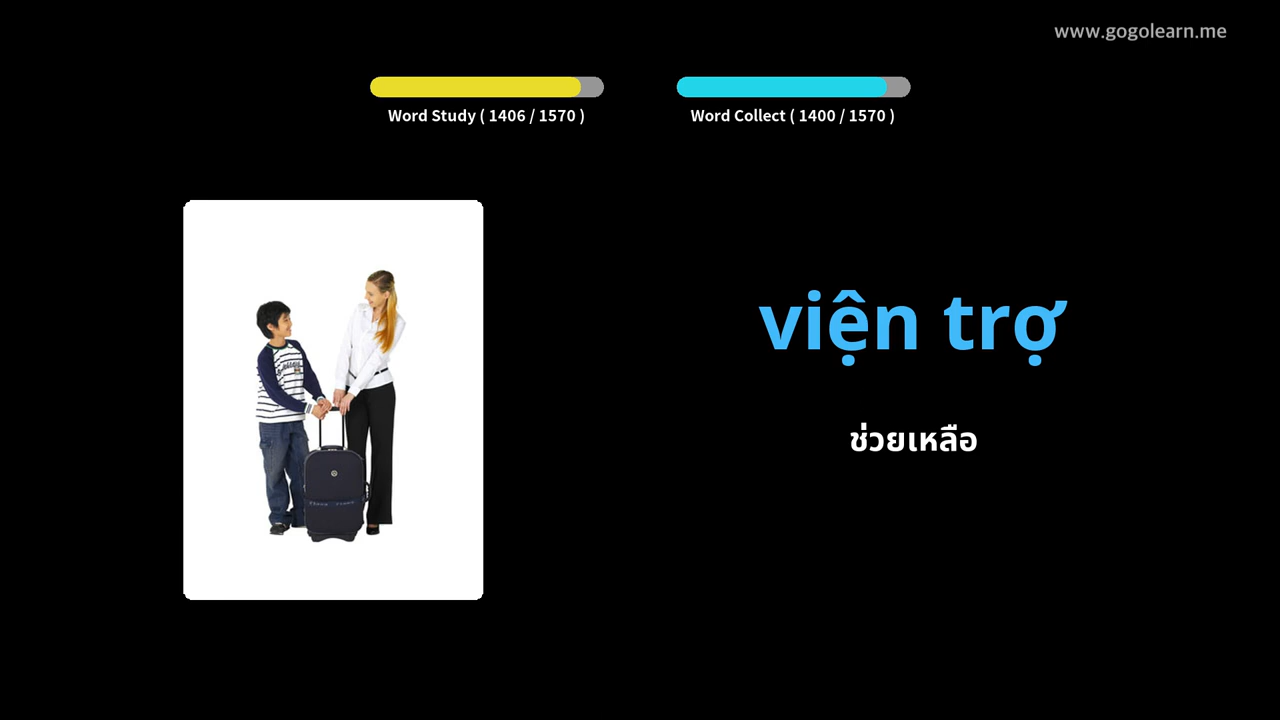 www.gogolearn.me
Word Study ( 1406 / 1570 )
Word Collect ( 1400 / 1570 )
viện trợ
ช่วยเหลือ